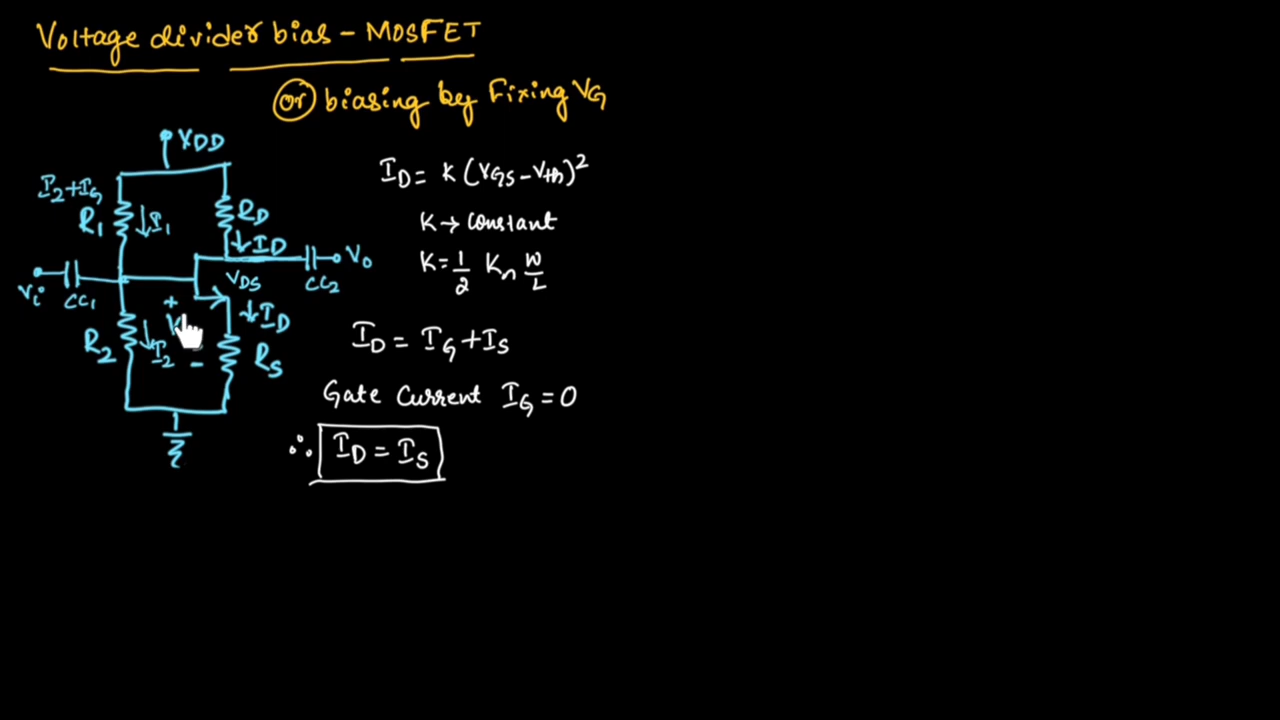 Voltage divider bias - MOSFET
(or) biasing by Fixing VG
VDD
I2+IG
R1 ↓I1
RD
↓ID
Vi CC1
VDS
CC2 Vo
+
R2 ↓I2
-
↓ID
RS
ID = K (VGS - Vth)²
K → Constant
K = 1/2 Kn W/L
ID = IG + IS
Gate Current IG = 0
∴ ID = IS